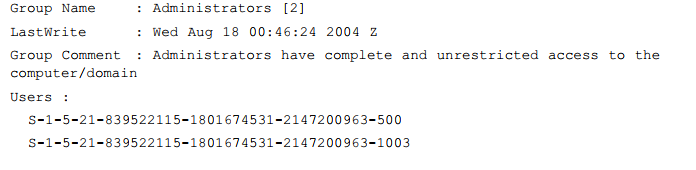 Group Name    : Administrators [2]
LastWrite     : Wed Aug 18 00:46:24 2004 Z
Group Comment : Administrators have complete and unrestricted access to the
computer/domain
Users :
  S-1-5-21-839522115-1801674531-2147200963-500
  S-1-5-21-839522115-1801674531-2147200963-1003